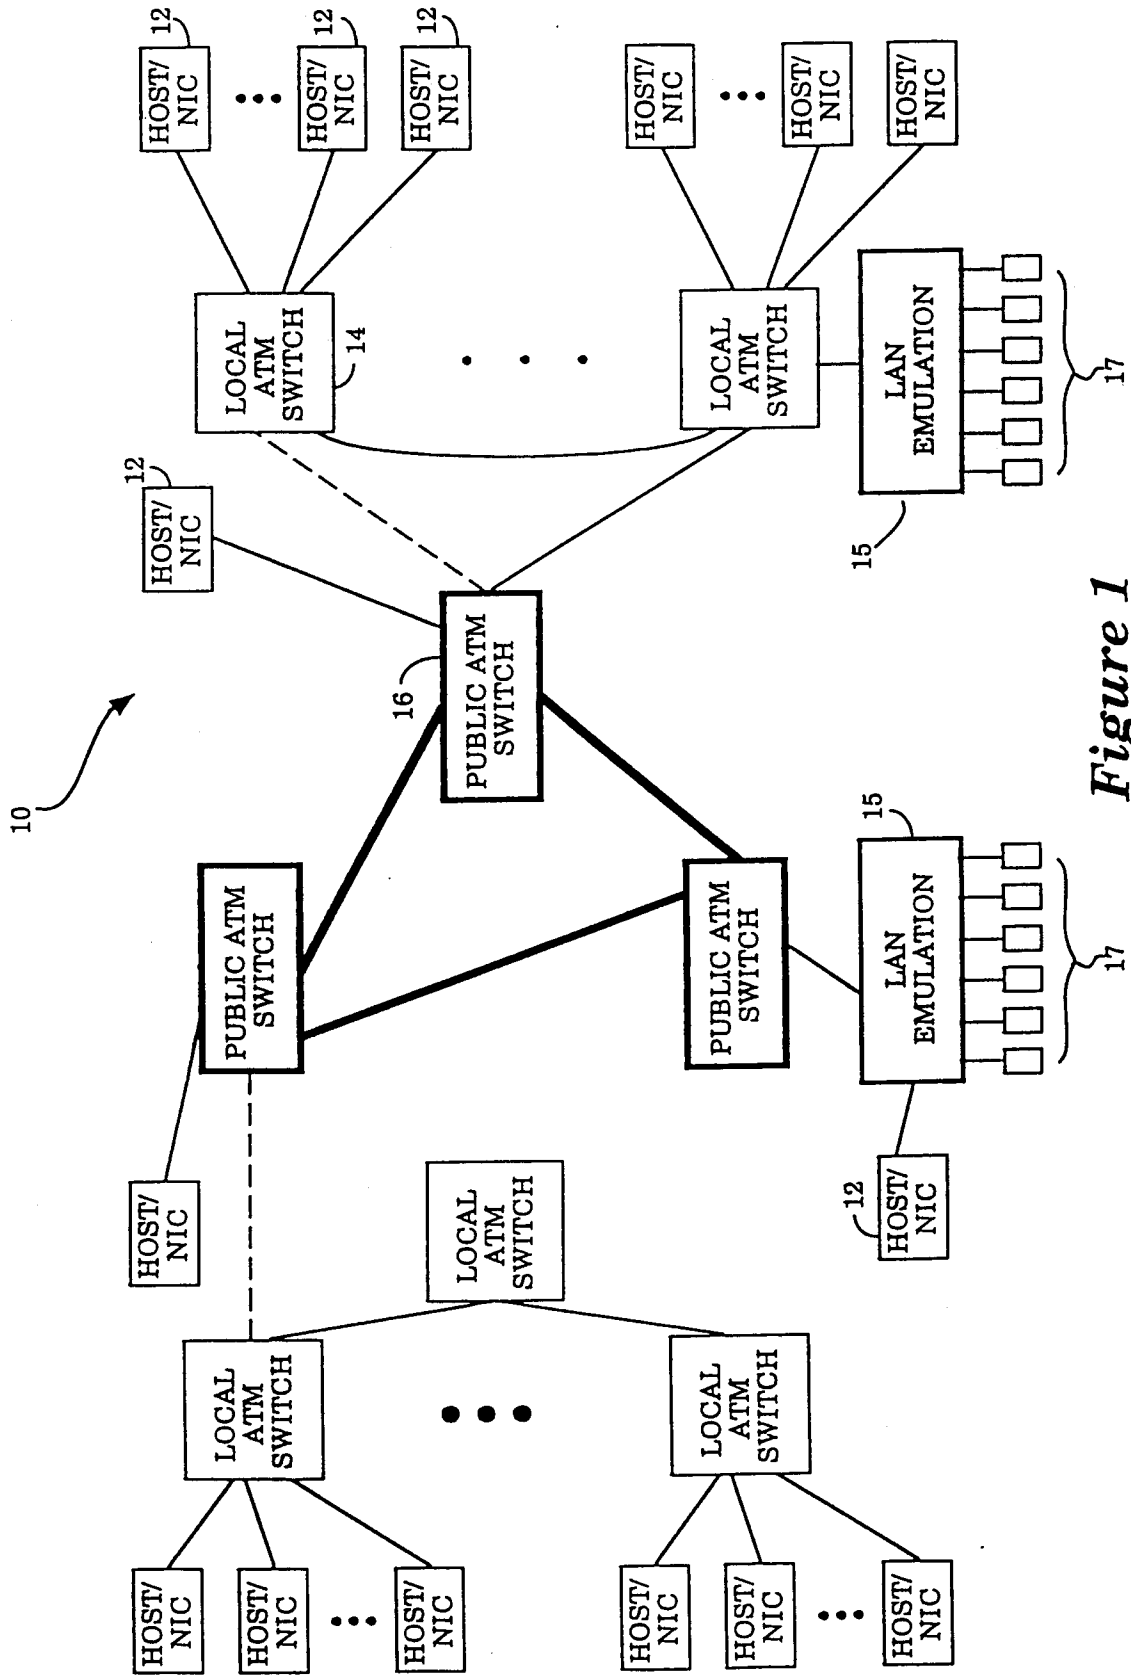 10
HOST/
NIC
HOST/
NIC
12
HOST/
NIC
12
HOST/
NIC
LOCAL
ATM
SWITCH
PUBLIC ATM
SWITCH
LOCAL
ATM
SWITCH
14
HOST/
NIC
12
HOST/
NIC
HOST/
NIC
12
HOST/
NIC
LOCAL
ATM
SWITCH
16
PUBLIC ATM
SWITCH
HOST/
NIC
HOST/
NIC
LOCAL
ATM
SWITCH
PUBLIC ATM
SWITCH
LOCAL
ATM
SWITCH
HOST/
NIC
HOST/
NIC
HOST/
NIC
12
HOST/
NIC
15
LAN
EMULATION
15
LAN
EMULATION
HOST/
NIC
17
17
Figure 1